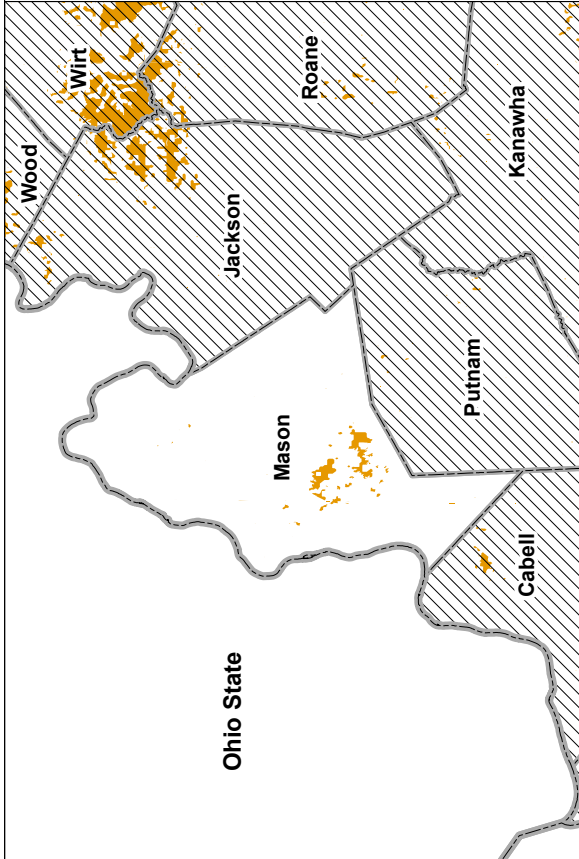 Wood
Wirt
Jackson
Roane
Kanawha
Mason
Putnam
Cabell
Ohio State